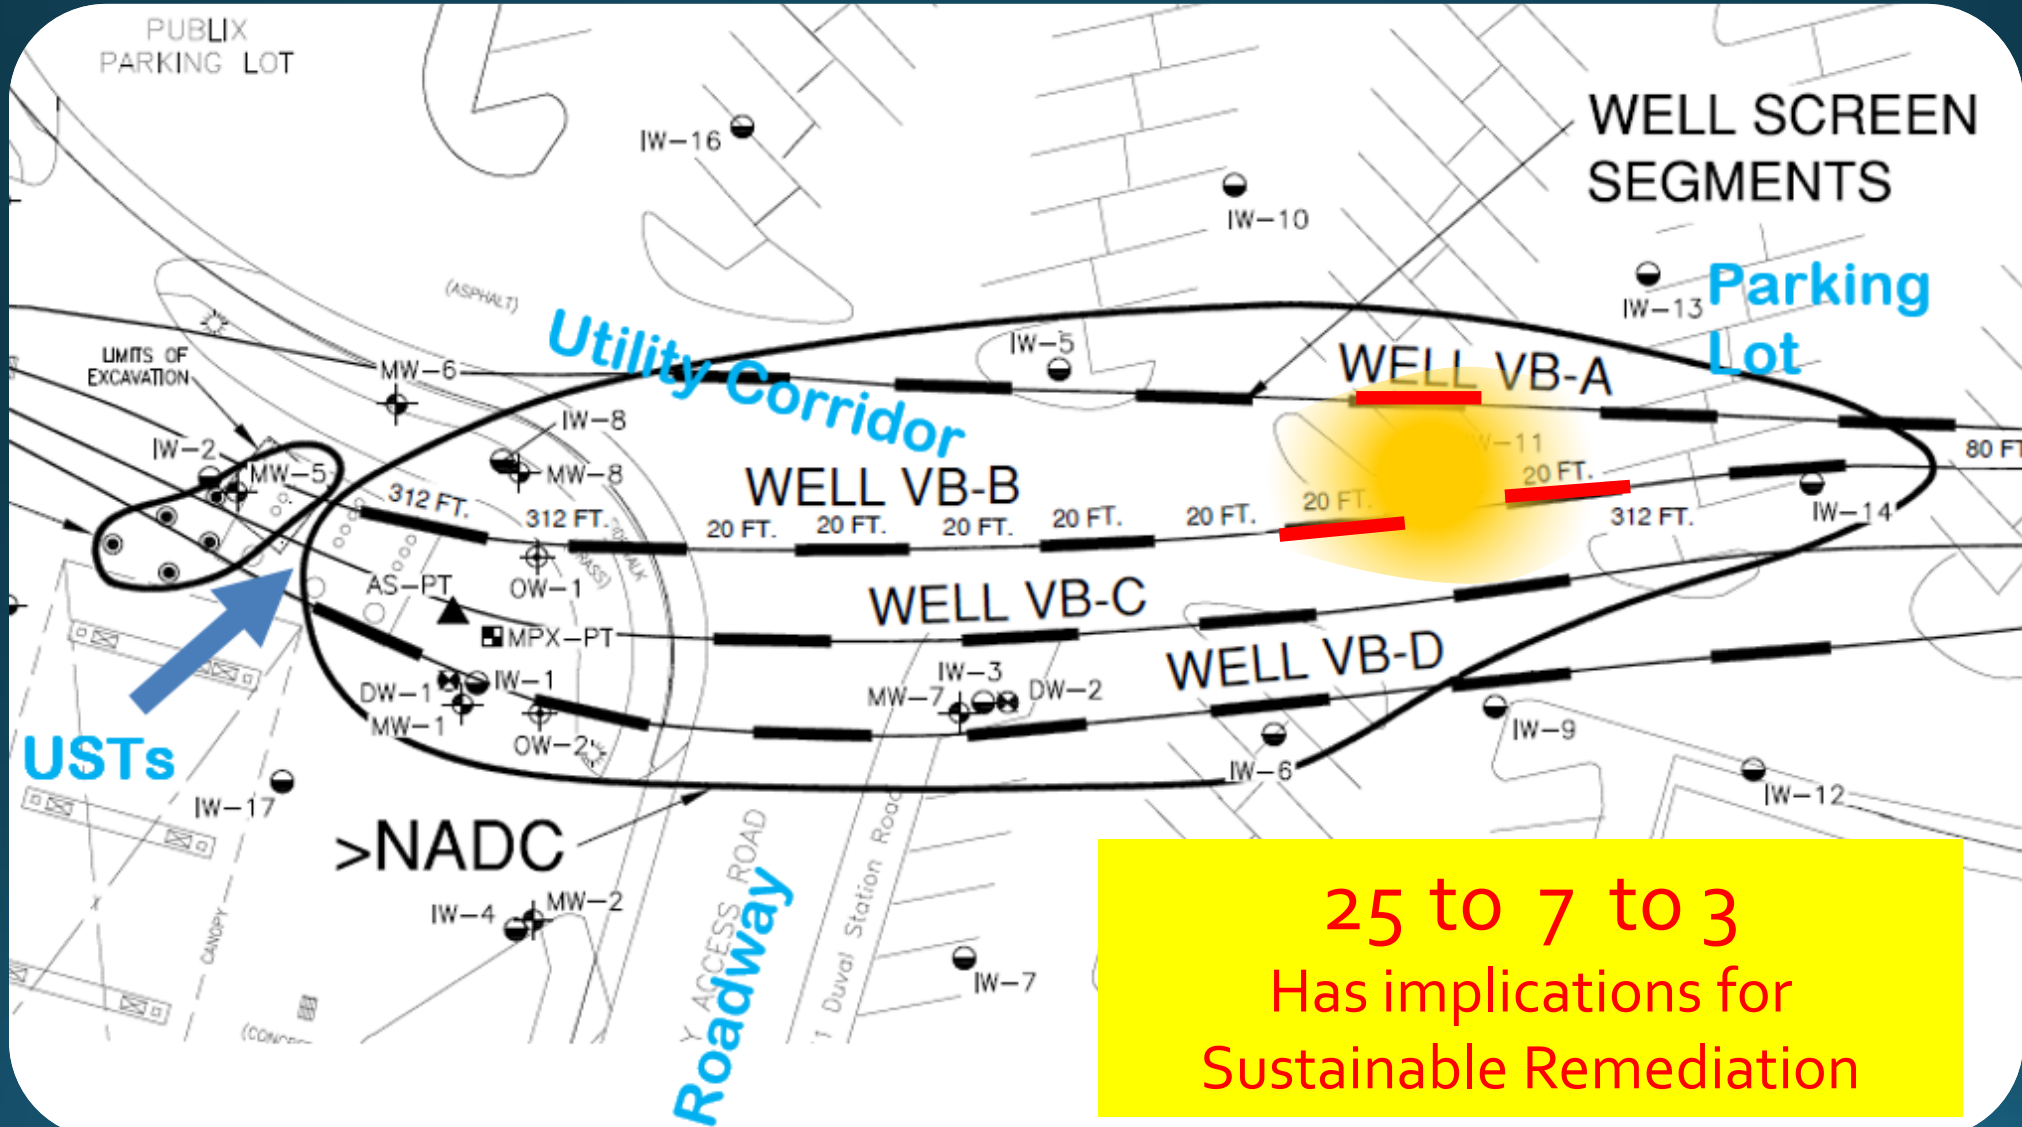 PUBLIX
PARKING LOT
IW-16
WELL SCREEN
SEGMENTS
IW-10
IW-13
Parking
Lot
(ASPHALT)
Utility Corridor
LIMITS OF
EXCAVATION
MW-6
IW-5
WELL VB-A
IW-8
W-11
80 FT
IW-2
MW-5
MW-8
WELL VB-B
20 FT.
312 FT.
312 FT.
20 FT.
20 FT.
20 FT.
20 FT.
20 FT.
20 FT.
312 FT.
IW-14
OW-1
AS-PT
WELL VB-C
MPX-PT
WELL VB-D
IW-3
DW-1
IW-1
MW-7
DW-2
MW-1
OW-2
IW-9
USTs
IW-6
IW-12
IW-17
>NADC
IW-4
MW-2
Y ACCESS ROAD
Roadway
1 Duval Station Road
CANOPY
IW-7
25 to 7 to 3
Has implications for
Sustainable Remediation